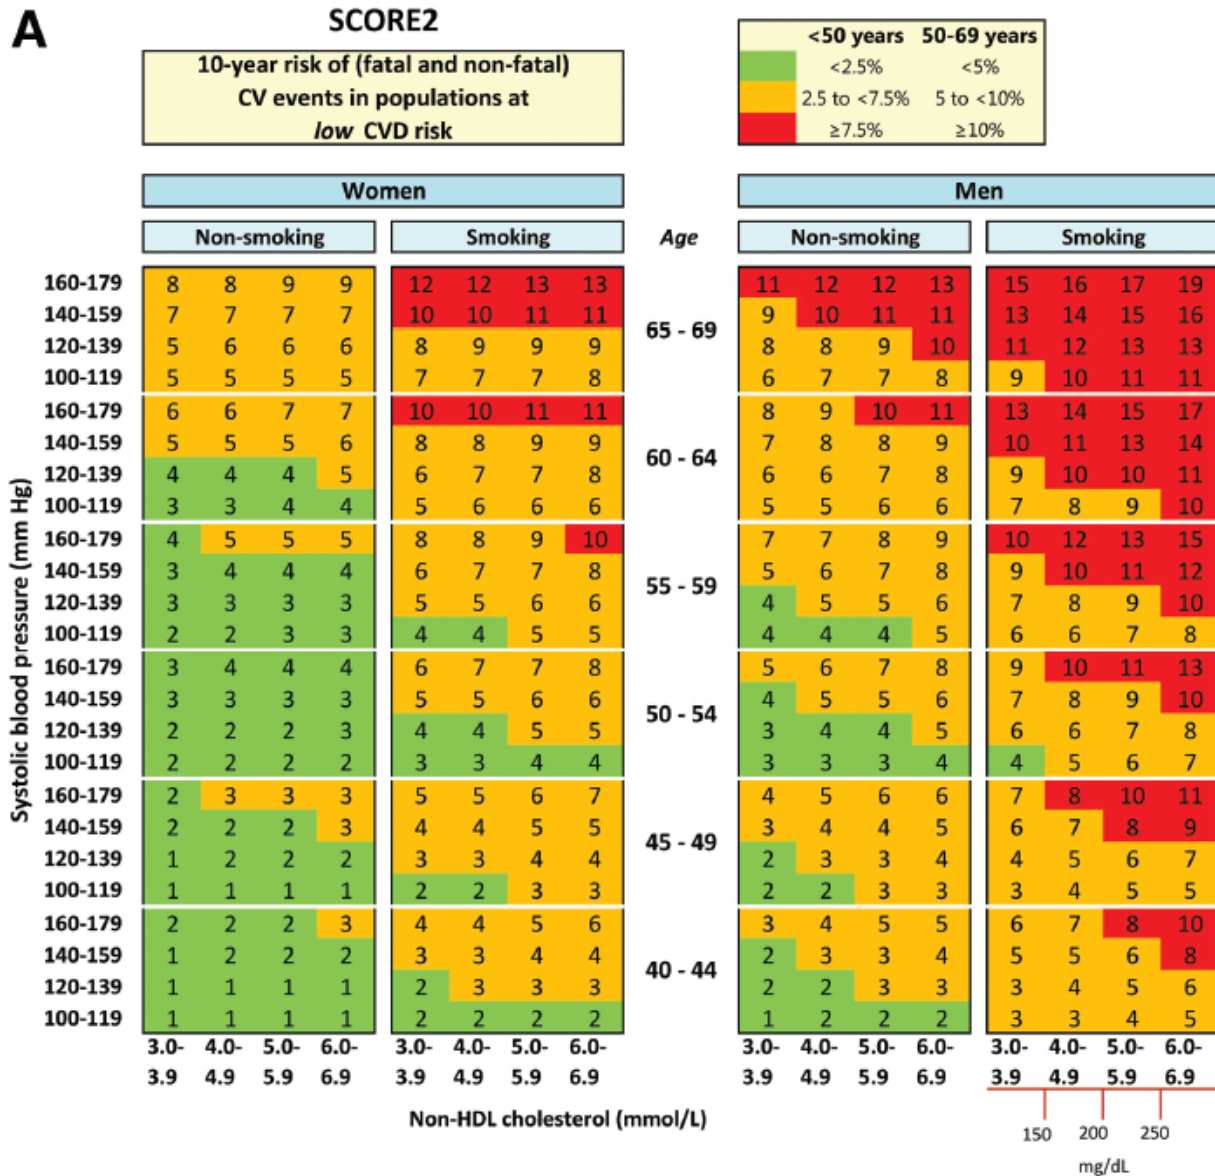 A
SCORE2
10-year risk of (fatal and non-fatal)
CV events in populations at
low CVD risk
<50 years 50-69 years
<2.5% <5%
2.5 to <7.5% 5 to <10%
≥7.5% ≥10%
Women Men
Non-smoking Smoking Age Non-smoking Smoking
Systolic blood pressure (mm Hg)
160-179 8 8 9 9 12 12 13 13 11 12 12 13 15 16 17 19
140-159 7 7 7 7 10 10 11 11 9 10 11 11 13 14 15 16
65 - 69
120-139 5 6 6 6 8 9 9 9 8 8 9 10 11 12 13 13
100-119 5 5 5 5 7 7 7 8 6 7 7 8 9 10 11 11
160-179 6 6 7 7 10 10 11 11 8 9 10 11 13 14 15 17
140-159 5 5 5 6 8 8 9 9 7 8 8 9 10 11 13 14
60 - 64
120-139 4 4 4 5 6 7 7 8 6 6 7 8 9 10 10 11
100-119 3 3 4 4 5 6 6 6 5 5 6 6 7 8 9 10
160-179 4 5 5 5 8 8 9 10 7 7 8 9 10 12 13 15
140-159 3 4 4 4 6 7 7 8 5 6 7 8 9 10 11 12
55 - 59
120-139 3 3 3 3 5 5 6 6 4 5 5 6 7 8 9 10
100-119 2 2 3 3 4 4 5 5 4 4 4 5 6 6 7 8
160-179 3 4 4 4 6 7 7 8 5 6 7 8 9 10 11 13
140-159 3 3 3 3 5 5 6 6 4 5 5 6 7 8 9 10
50 - 54
120-139 2 2 2 3 4 4 5 5 3 4 4 5 6 6 7 8
100-119 2 2 2 2 3 3 4 4 3 3 3 4 4 5 6 7
160-179 2 3 3 3 5 5 6 7 4 5 6 6 7 8 10 11
140-159 2 2 2 3 4 4 5 5 3 4 4 5 6 7 8 9
45 - 49
120-139 1 2 2 2 3 3 4 4 2 3 3 4 4 5 6 7
100-119 1 1 1 1 2 2 3 3 2 2 3 3 3 4 5 5
160-179 2 2 2 3 4 4 5 6 3 4 5 5 6 7 8 10
140-159 1 2 2 2 3 3 4 4 2 3 3 4 5 5 6 8
40 - 44
120-139 1 1 1 1 2 3 3 3 2 2 3 3 3 4 5 6
100-119 1 1 1 1 2 2 2 2 1 2 2 2 3 3 4 5
3.0- 4.0- 5.0- 6.0- 3.0- 4.0- 5.0- 6.0- 3.0- 4.0- 5.0- 6.0- 3.0- 4.0- 5.0- 6.0-
3.9 4.9 5.9 6.9 3.9 4.9 5.9 6.9 3.9 4.9 5.9 6.9 3.9 4.9 5.9 6.9
Non-HDL cholesterol (mmol/L)
150 200 250
mg/dL